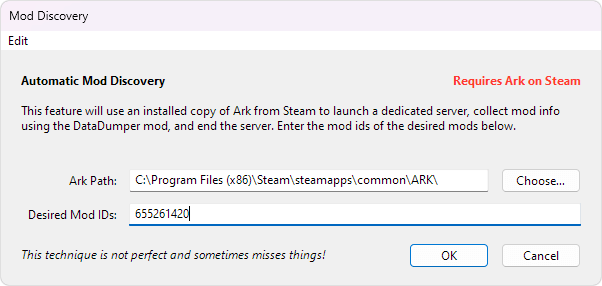 Mod Discovery
Edit
Automatic Mod Discovery Requires Ark on Steam
This feature will use an installed copy of Ark from Steam to launch a dedicated server, collect mod info
using the DataDumper mod, and end the server. Enter the mod ids of the desired mods below.
Ark Path: C:\Program Files (x86)\Steam\steamapps\common\ARK\ Choose...
Desired Mod IDs: 655261420
This technique is not perfect and sometimes misses things! OK Cancel